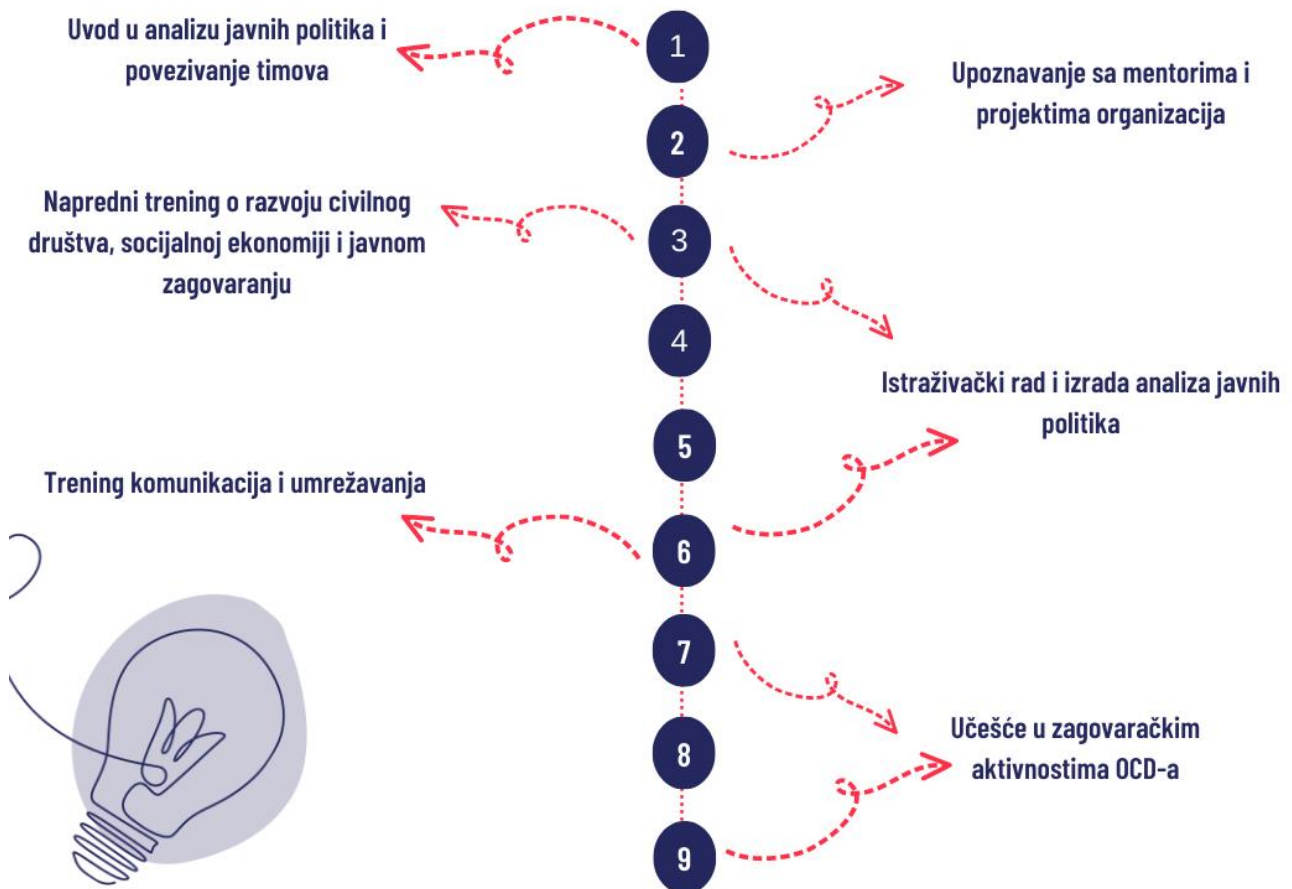 Uvod u analizu javnih politika i
povezivanje timova
1
Upoznavanje sa mentorima i
projektima organizacija
2
Napredni trening o razvoju civilnog
društva, socijalnoj ekonomiji i javnom
zagovaranju
3
4
Istraživački rad i izrada analiza javnih
politika
5
Trening komunikacija i umrežavanja
6
7
Učešće u zagovaračkim
aktivnostima OCD-a
8
9